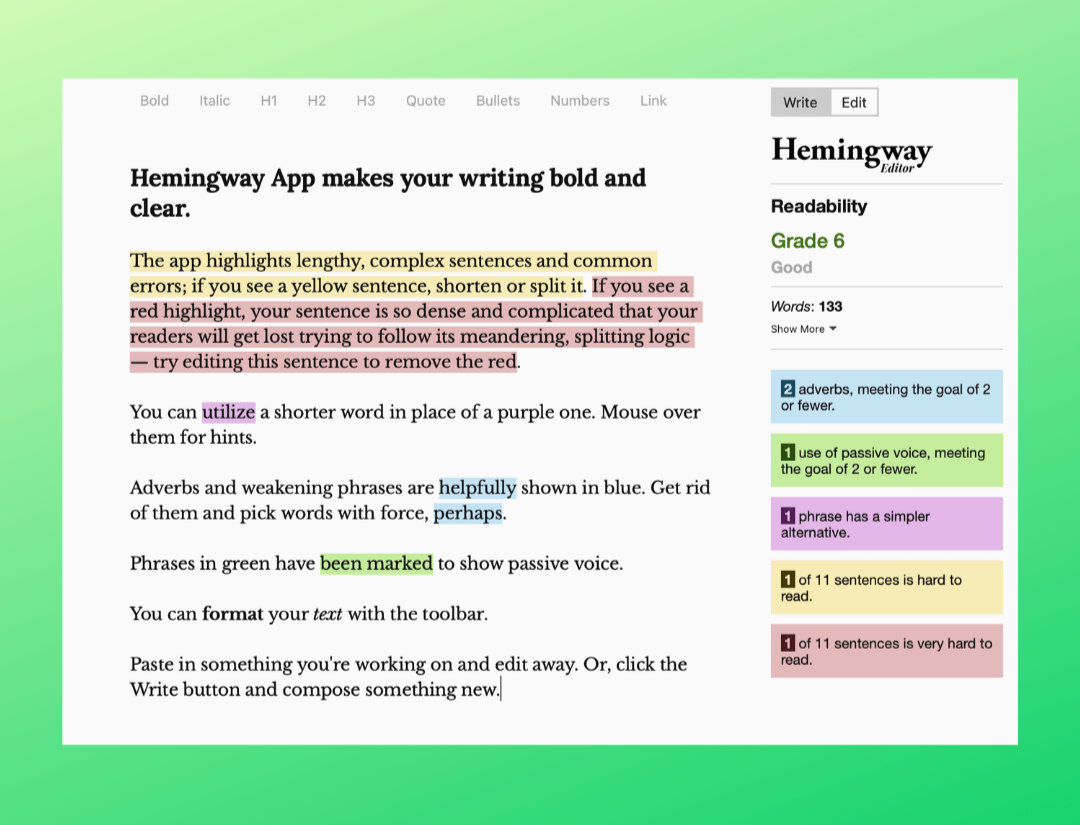 Bold Italic H1 H2 H3 Quote Bullets Numbers Link
Hemingway App makes your writing bold and
clear.
The app highlights lengthy, complex sentences and common
errors; if you see a yellow sentence, shorten or split it. If you see a
red highlight, your sentence is so dense and complicated that your
readers will get lost trying to follow its meandering, splitting logic
— try editing this sentence to remove the red.
You can utilize a shorter word in place of a purple one. Mouse over
them for hints.
Adverbs and weakening phrases are helpfully shown in blue. Get rid
of them and pick words with force, perhaps.
Phrases in green have been marked to show passive voice.
You can format your text with the toolbar.
Paste in something you're working on and edit away. Or, click the
Write button and compose something new.
Write Edit
Hemingway
Editor
Readability
Grade 6
Good
Words: 133
Show More
2 adverbs, meeting the goal of 2
or fewer.
1 use of passive voice, meeting
the goal of 2 or fewer.
1 phrase has a simpler
alternative.
1 of 11 sentences is hard to
read.
1 of 11 sentences is very hard to
read.